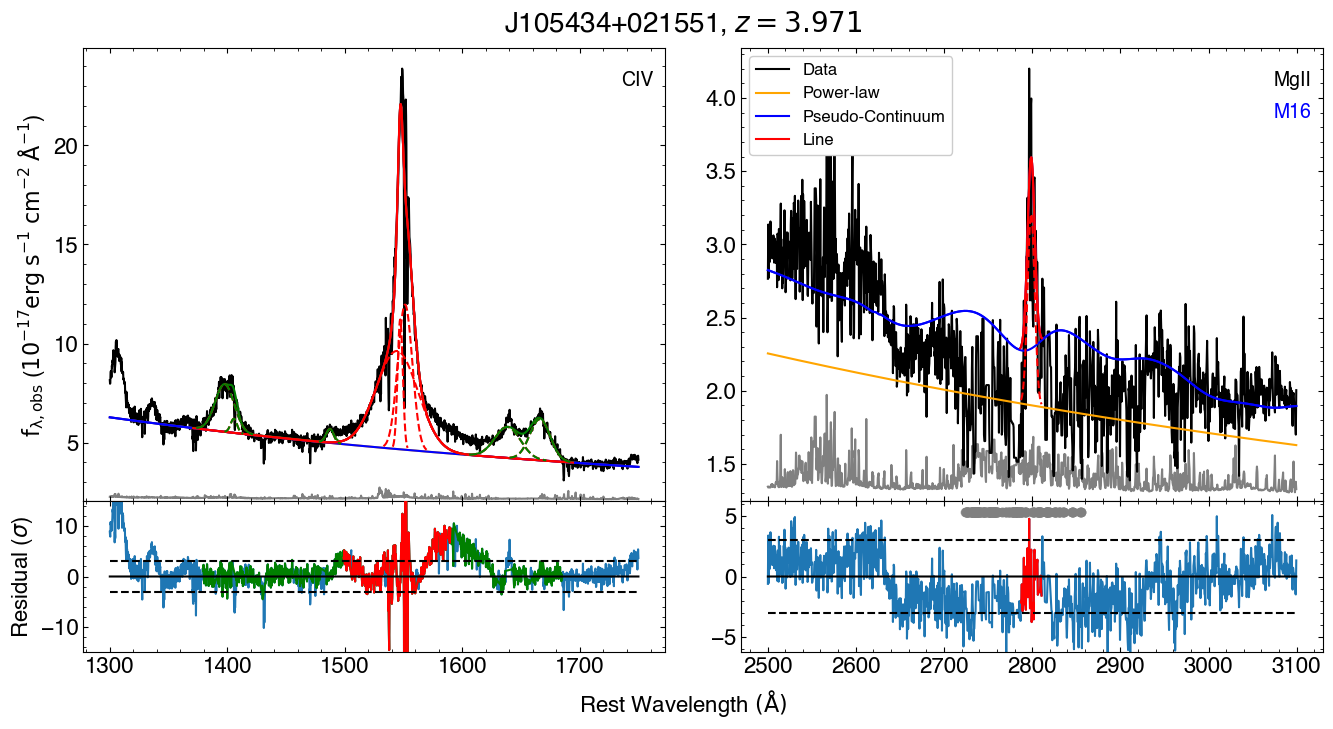 J105434+021551, z = 3.971
CIV
MgII
M16
Data
Power-law
Pseudo-Continuum
Line
f_{λ,obs} (10^{−17}erg s^{−1} cm^{−2} Å^{−1})
20
15
10
5
4.0
3.5
3.0
2.5
2.0
1.5
Residual (σ)
10
0
−10
5
0
−5
1300 1400 1500 1600 1700
2500 2600 2700 2800 2900 3000 3100
Rest Wavelength (Å)